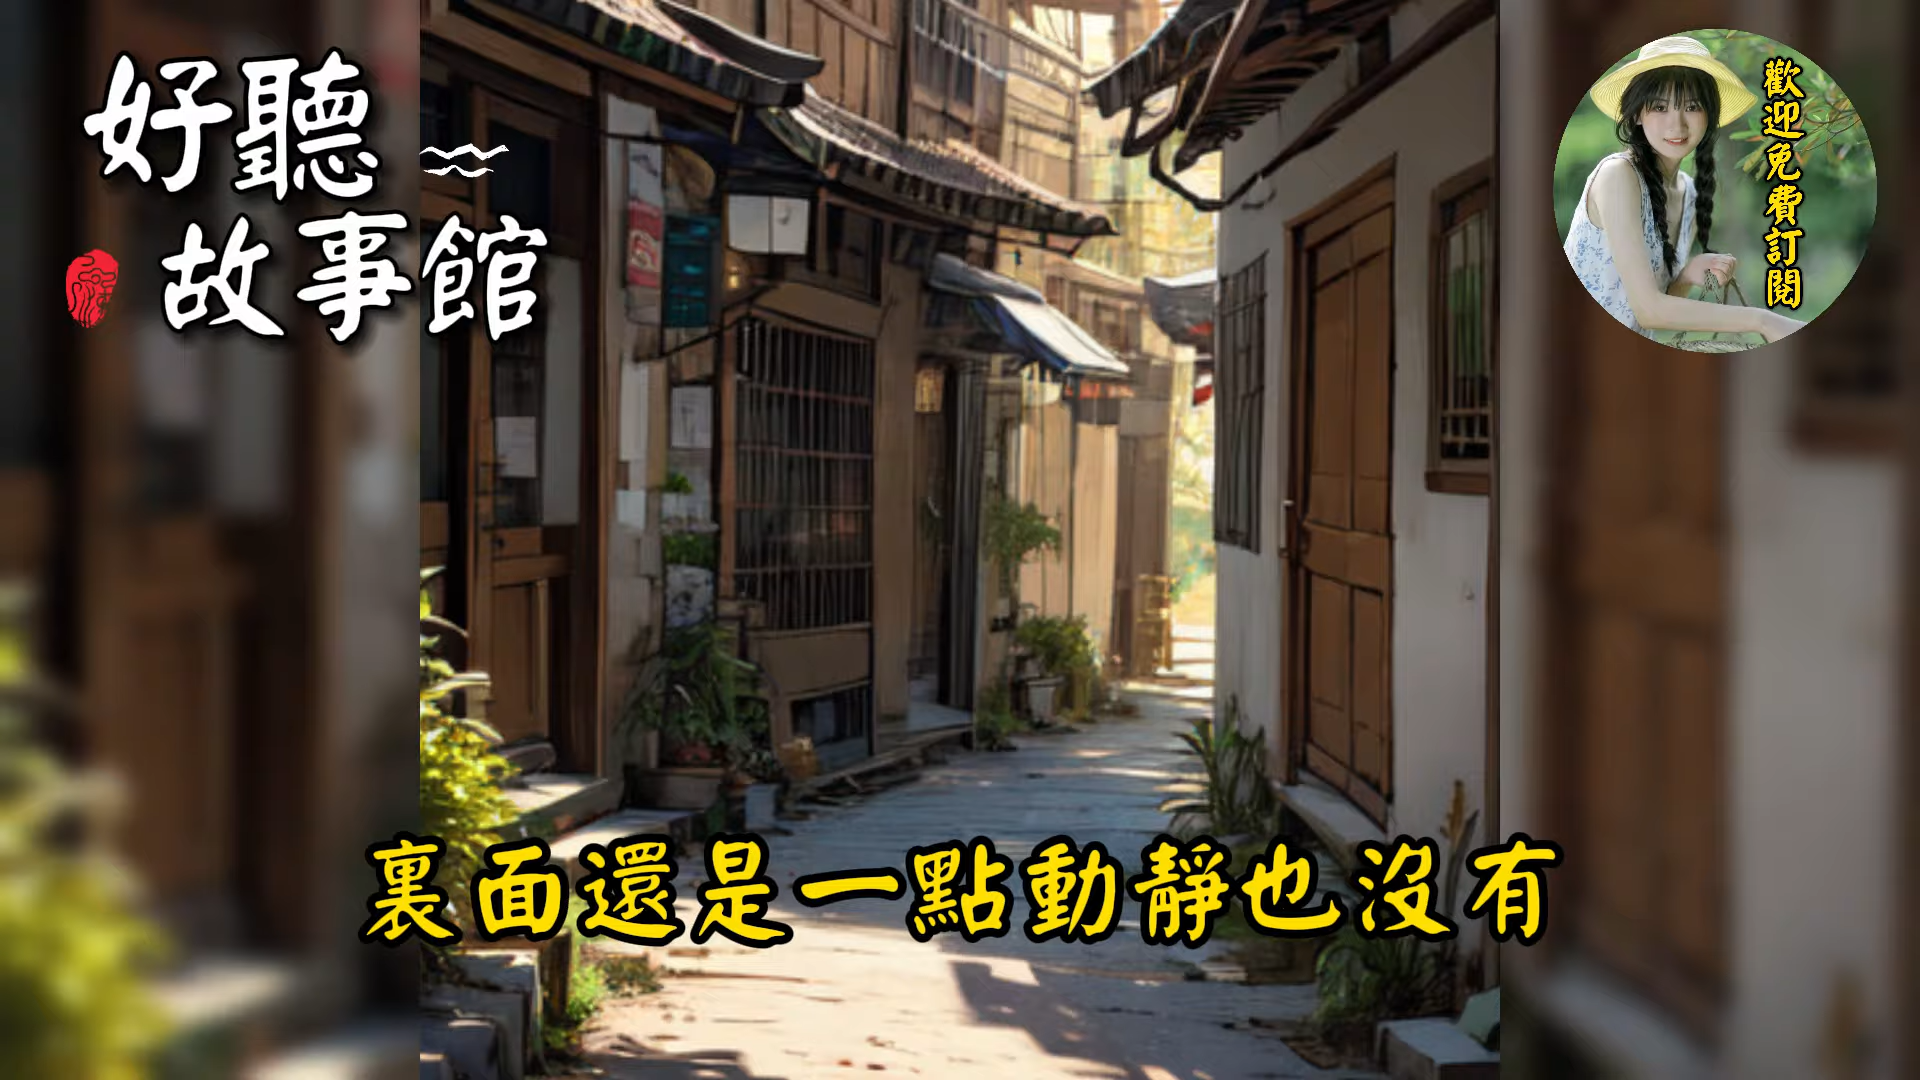 好聽
故事館
歡迎免費訂閱
裏面還是一點動靜也沒有